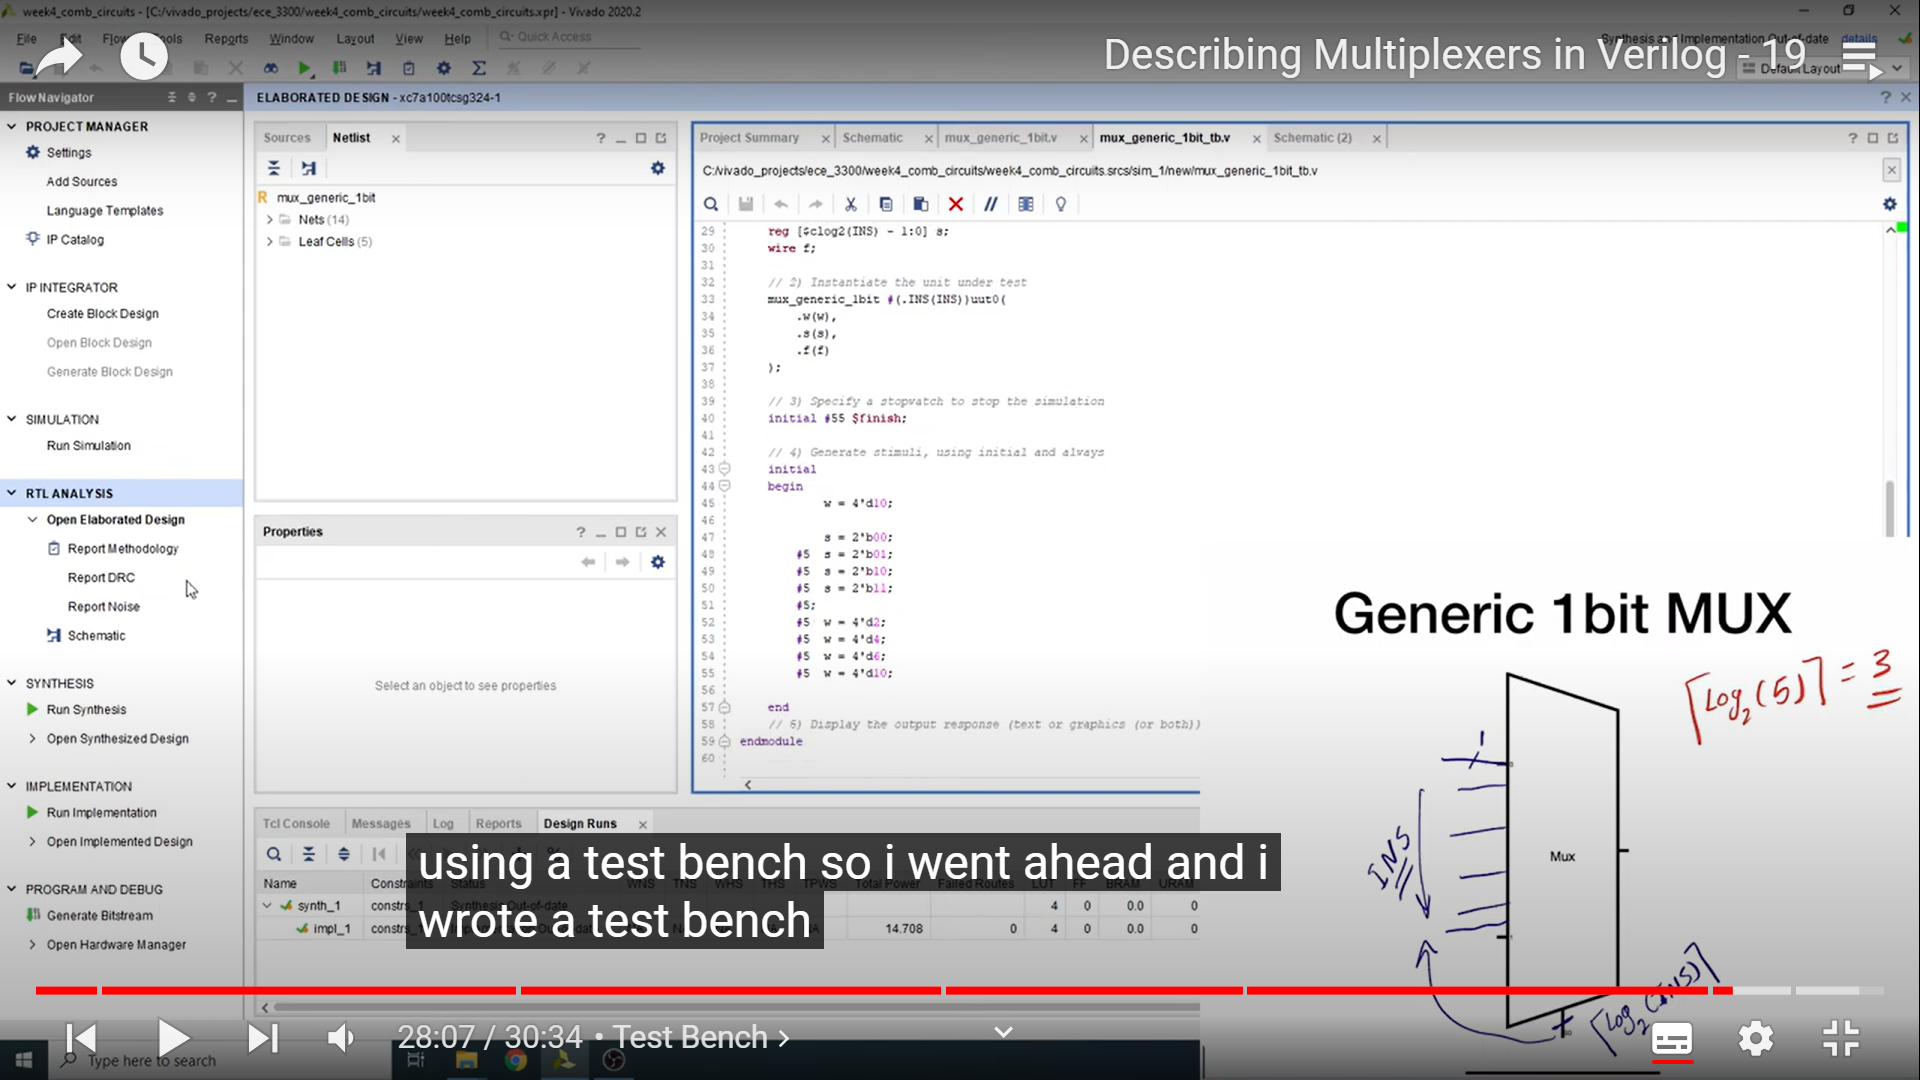 week4_comb_circuits - [C:/vivado_projects/ece_3300/week4_comb_circuits/week4_comb_circuits.xpr] - Vivado 2020.2
File Edit Flow Tools Reports Window Layout View Help Quick Access
Synthesis and Implementation Out-of-date details
Describing Multiplexers in Verilog - 19
Default Layout
Flow Navigator
ELABORATED DESIGN - xc7a100tcsg324-1
PROJECT MANAGER
Settings
Add Sources
Language Templates
IP Catalog
IP INTEGRATOR
Create Block Design
Open Block Design
Generate Block Design
SIMULATION
Run Simulation
RTL ANALYSIS
Open Elaborated Design
Report Methodology
Report DRC
Report Noise
Schematic
SYNTHESIS
Run Synthesis
Open Synthesized Design
IMPLEMENTATION
Run Implementation
Open Implemented Design
PROGRAM AND DEBUG
Generate Bitstream
Open Hardware Manager
Sources Netlist
mux_generic_1bit
Nets (14)
Leaf Cells (5)
Properties
Select an object to see properties
Project Summary Schematic mux_generic_1bit.v mux_generic_1bit_tb.v Schematic (2)
C:/vivado_projects/ece_3300/week4_comb_circuits/week4_comb_circuits.srcs/sim_1/new/mux_generic_1bit_tb.v
29 reg [$clog2(INS) - 1:0] s;
30 wire f;
31
32 // 2) Instantiate the unit under test
33 mux_generic_1bit #(.INS(INS))uut0(
34 .w(w),
35 .s(s),
36 .f(f)
37 );
38
39 // 3) Specify a stopwatch to stop the simulation
40 initial #55 $finish;
41
42 // 4) Generate stimuli, using initial and always
43 initial
44 begin
45 w = 4'd10;
46
47 s = 2'b00;
48 #5 s = 2'b01;
49 #5 s = 2'b10;
50 #5 s = 2'b11;
51 #5;
52 #5 w = 4'd2;
53 #5 w = 4'd4;
54 #5 w = 4'd6;
55 #5 w = 4'd10;
56
57 end
58 // 5) Display the output response (text or graphics (or both))
59 endmodule
60
Generic 1bit MUX
⌈log2(5)⌉ = 3
1
INS
Mux
⌈log2(INS)⌉
Tcl Console Messages Log Reports Design Runs
Name Constraints Status WNS TNS WHS THS TPWS Total Power Failed Routes LUT FF BRAM URAM
synth_1 constrs_1 Synthesis Out-of-date 4 0 0.0 0
impl_1 constrs_1 14.708 0 4 0 0.0 0
using a test bench so i went ahead and i
wrote a test bench
28:07 / 30:34 • Test Bench
Type here to search